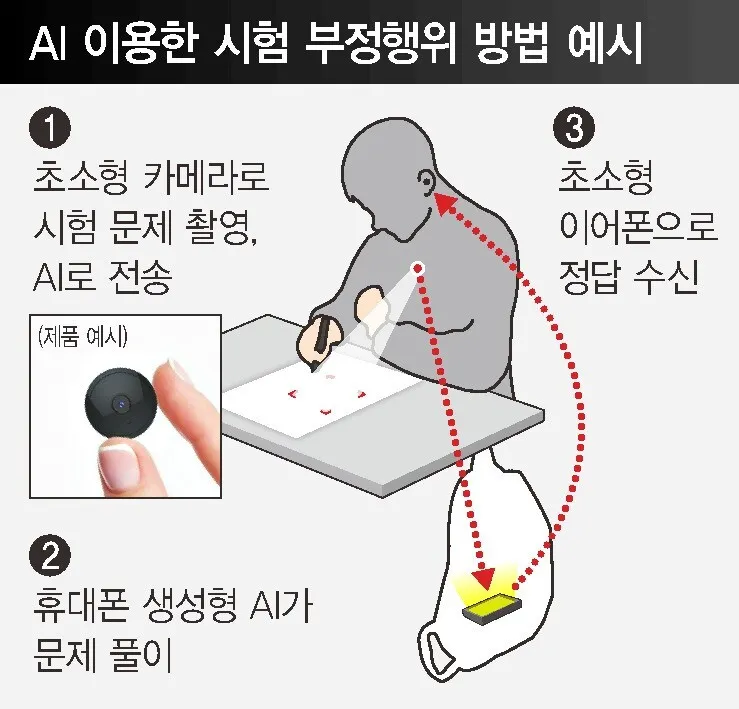 AI 이용한 시험 부정행위 방법 예시
1
초소형 카메라로
시험 문제 촬영,
AI로 전송
(제품 예시)
2
휴대폰 생성형 AI가
문제 풀이
3
초소형
이어폰으로
정답 수신